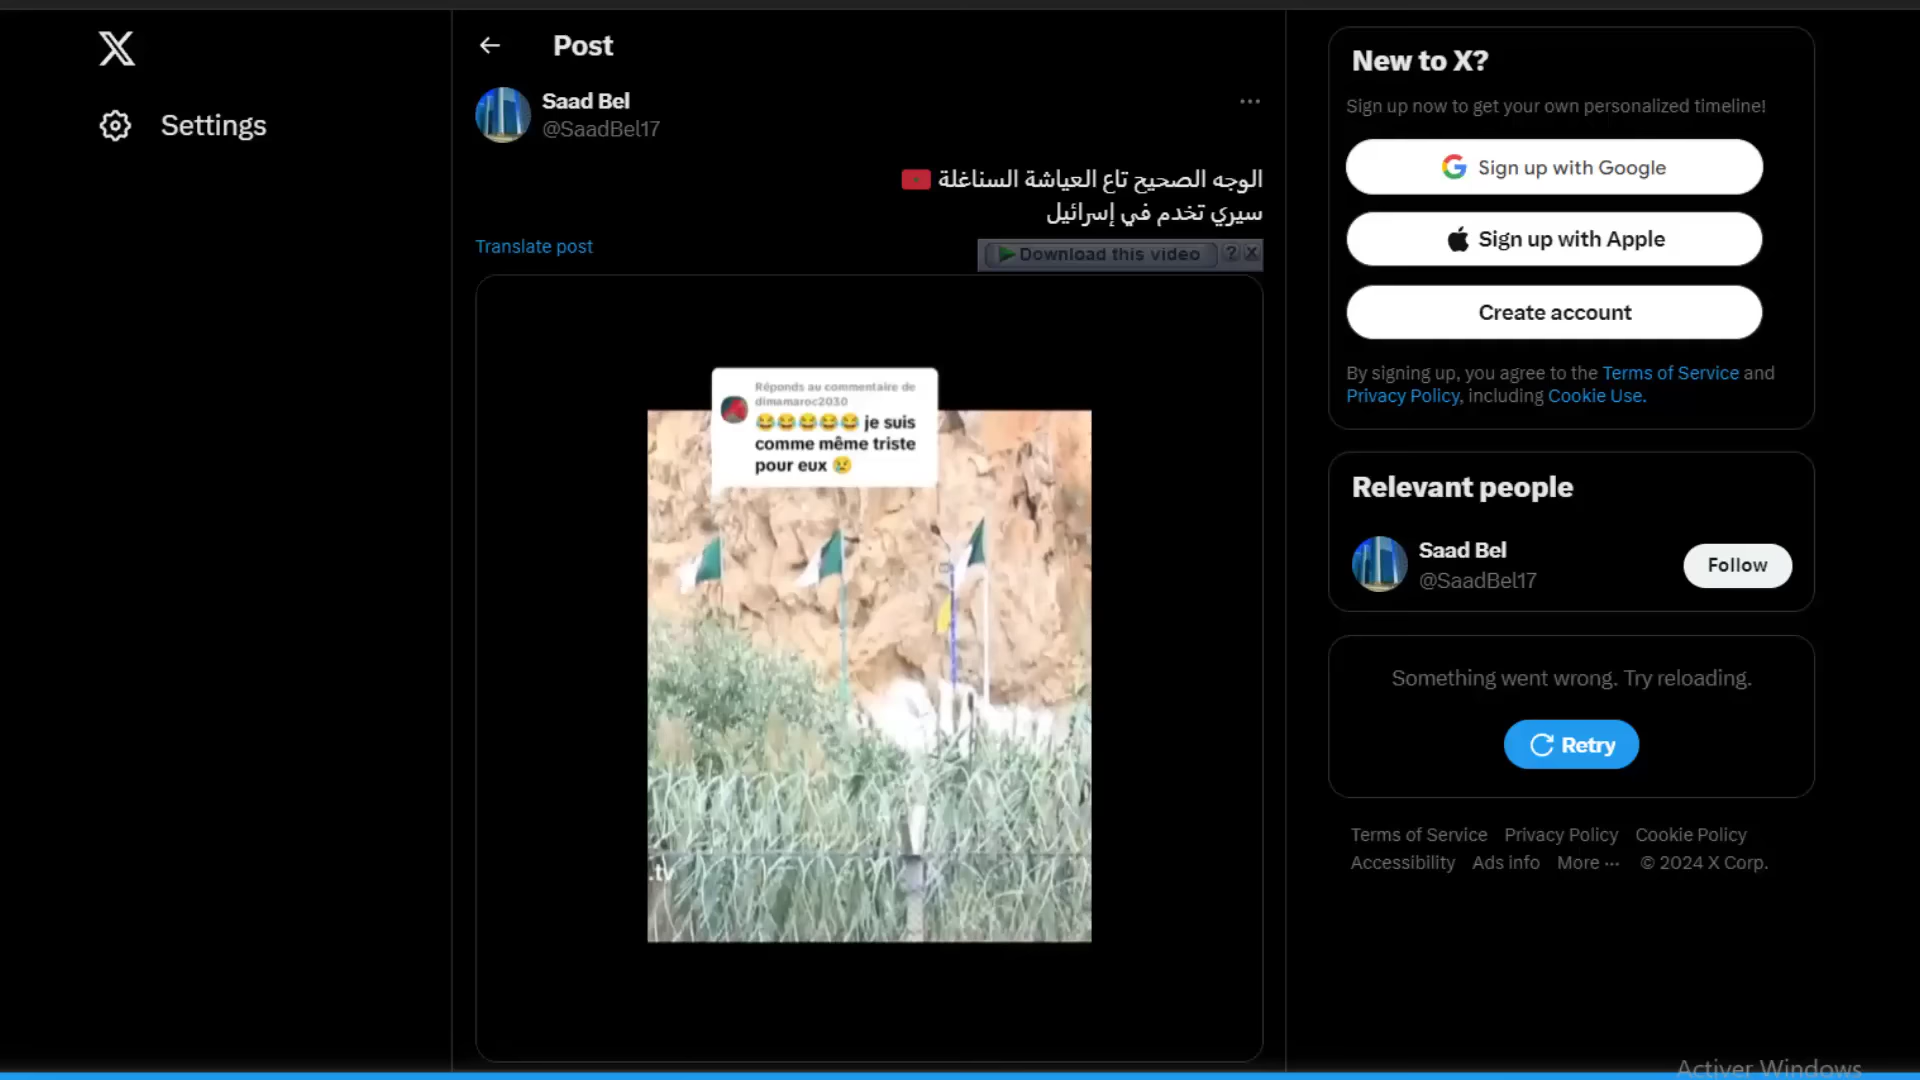 Settings
Post
Saad Bel
@SaadBel17
الوجه الصحيح تاع العياشة السناغلة 🇲🇦
سيري تخدم في إسرائيل
Translate post
Download this video ? X
Réponds au commentaire de
dimamaroc2030
😂😂😂😂😂 je suis
comme même triste
pour eux 😢
.tv
New to X?
Sign up now to get your own personalized timeline!
Sign up with Google
Sign up with Apple
Create account
By signing up, you agree to the Terms of Service and
Privacy Policy, including Cookie Use.
Relevant people
Saad Bel
@SaadBel17
Follow
Something went wrong. Try reloading.
Retry
Terms of Service Privacy Policy Cookie Policy
Accessibility Ads info More ··· © 2024 X Corp.
Activer Windows